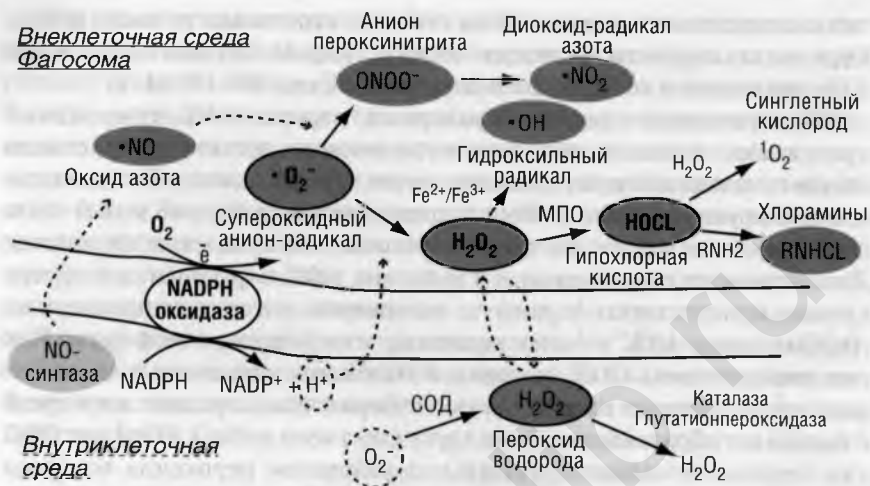 Внеклеточная среда
Фагосома
Анион
пероксинитрита
ONOO⁻
Диоксид-радикал
азота
•NO₂
•OH
Гидроксильный
радикал
Синглетный
кислород
¹O₂
H₂O₂
•NO
Оксид азота
•O₂⁻
Супероксидный
анион-радикал
Fe²⁺/Fe³⁺
H₂O₂
МПО
HOCL
Гипохлорная
кислота
RNH2
Хлорамины
RNHCL
O₂
ē
NADPH
оксидаза
NO-
синтаза
NADPH
NADP⁺ + H⁺
СОД
O₂⁻
H₂O₂
Пероксид
водорода
Каталаза
Глутатионпероксидаза
H₂O₂
Внутриклеточная
среда